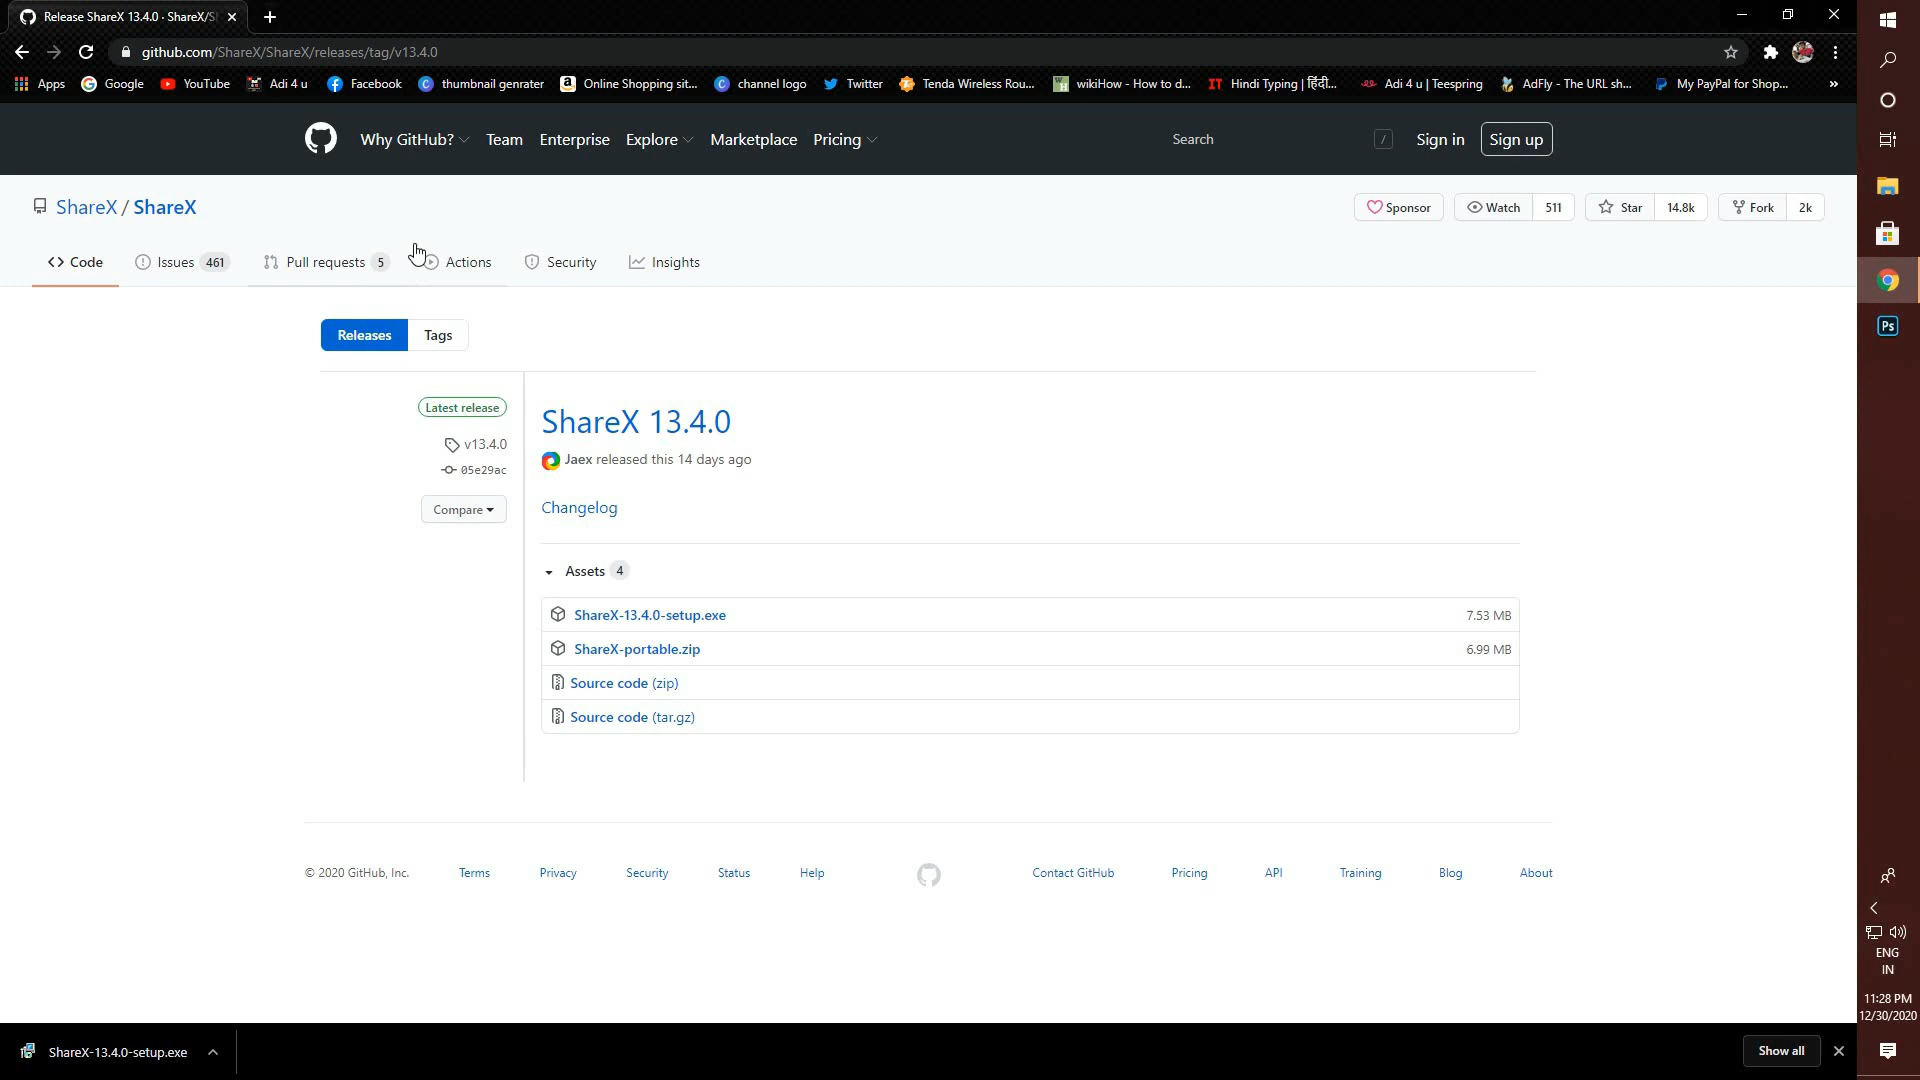 Release ShareX 13.4.0 · ShareX/S
github.com/ShareX/ShareX/releases/tag/v13.4.0
Apps Google YouTube Adi 4 u Facebook thumbnail genrater Online Shopping sit... channel logo Twitter Tenda Wireless Rou... wikiHow - How to d... Hindi Typing | हिंदी... Adi 4 u | Teespring AdFly - The URL sh... My PayPal for Shop... »
Why GitHub? Team Enterprise Explore Marketplace Pricing Search / Sign in Sign up
ShareX / ShareX Sponsor Watch 511 Star 14.8k Fork 2k
Code Issues 461 Pull requests 5 Actions Security Insights
Releases Tags
Latest release
v13.4.0
05e29ac
Compare
ShareX 13.4.0
Jaex released this 14 days ago
Changelog
Assets 4
ShareX-13.4.0-setup.exe 7.53 MB
ShareX-portable.zip 6.99 MB
Source code (zip)
Source code (tar.gz)
© 2020 GitHub, Inc. Terms Privacy Security Status Help Contact GitHub Pricing API Training Blog About
ShareX-13.4.0-setup.exe Show all
Ps
ENG
IN
11:28 PM
12/30/2020